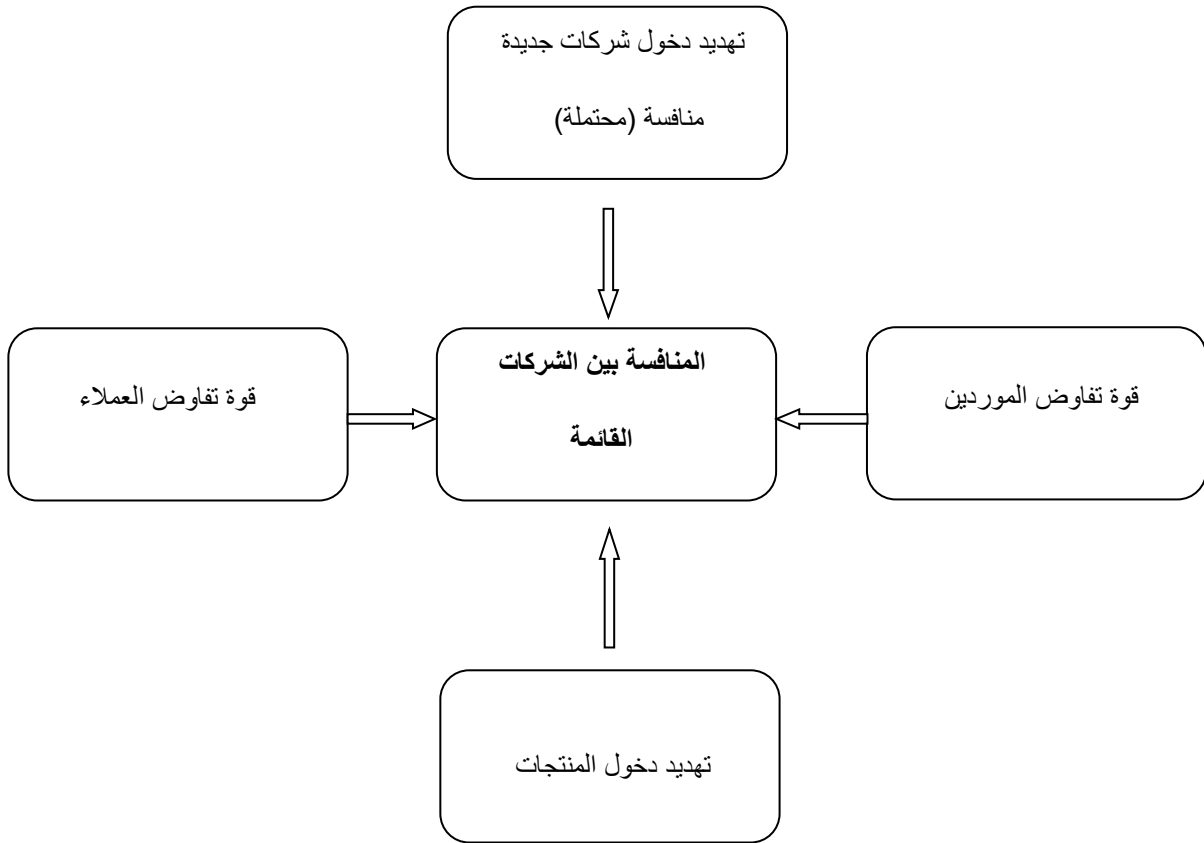 تهديد دخول شركات جديدة
منافسة (محتملة)
قوة تفاوض الموردين
المنافسة بين الشركات
القائمة
قوة تفاوض العملاء
تهديد دخول المنتجات